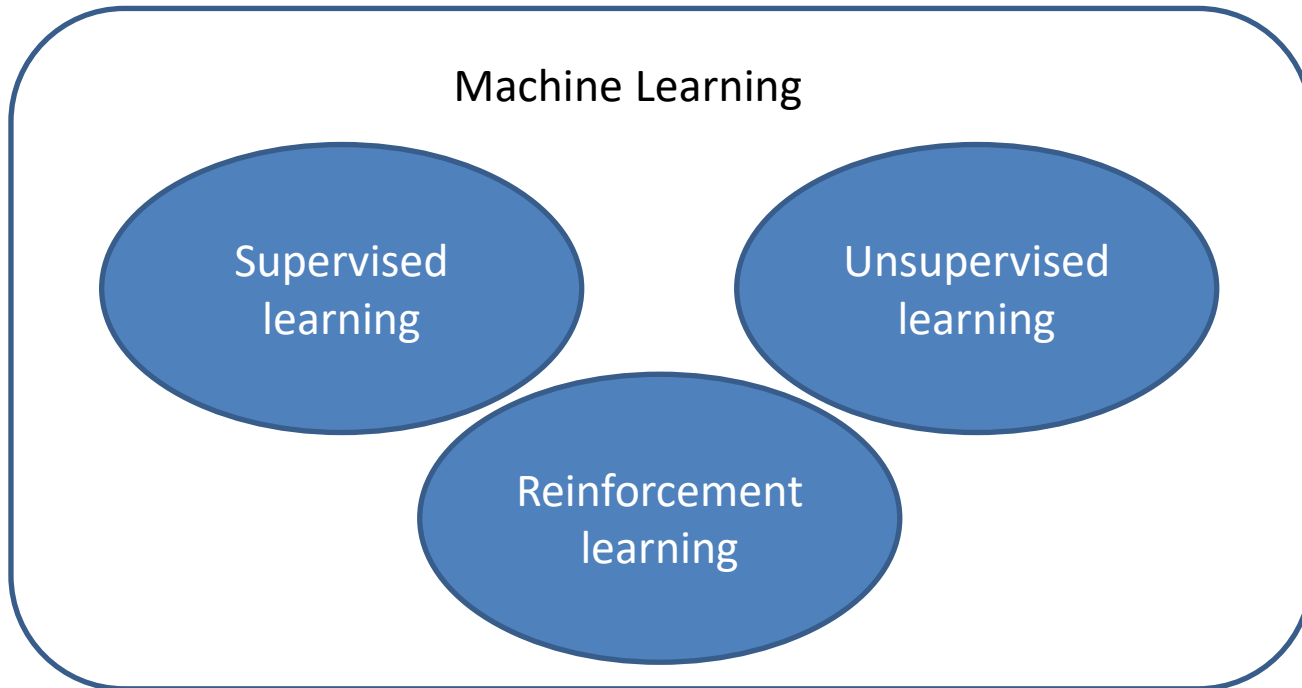 Machine Learning
Supervised
learning
Unsupervised
learning
Reinforcement
learning